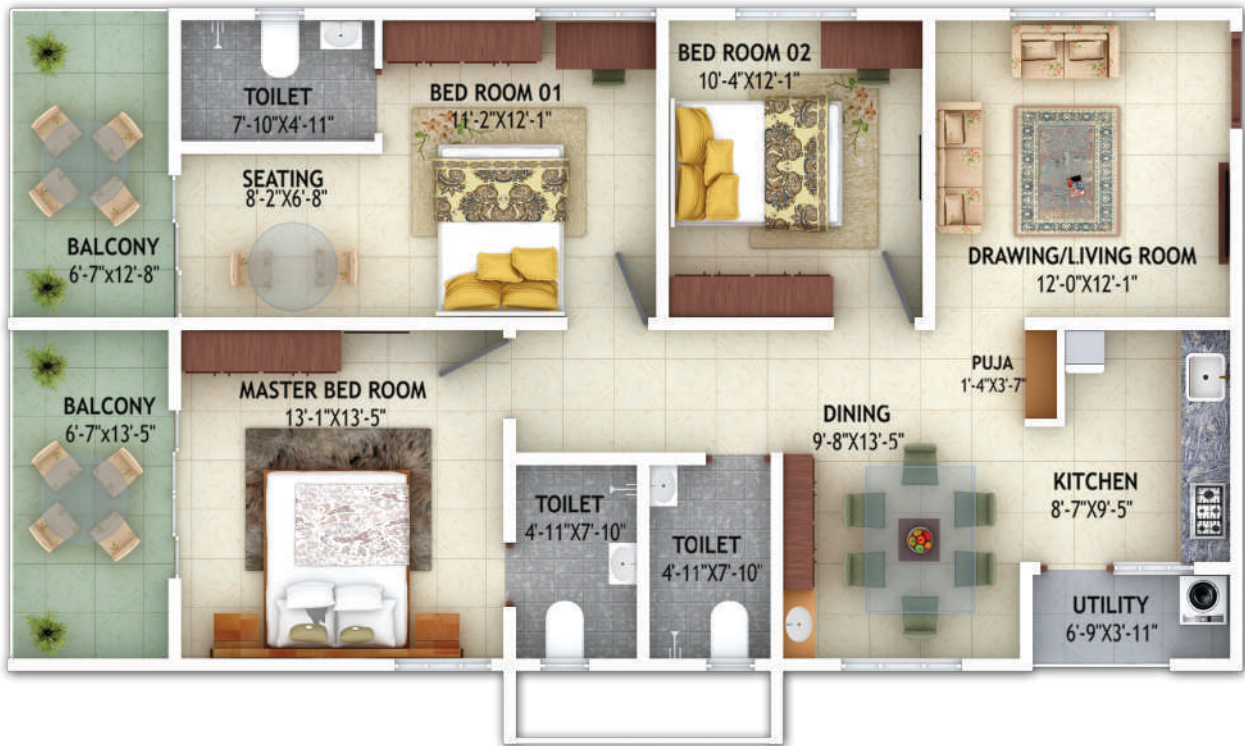 TOILET
7'-10"X4'-11"
BED ROOM 01
11'-2"X12'-1"
BED ROOM 02
10'-4"X12'-1"
SEATING
8'-2"X6'-8"
BALCONY
6'-7"x12'-8"
DRAWING/LIVING ROOM
12'-0"X12'-1"
BALCONY
6'-7"x13'-5"
MASTER BED ROOM
13'-1"X13'-5"
PUJA
1'-4"X3'-7"
DINING
9'-8"X13'-5"
KITCHEN
8'-7"X9'-5"
TOILET
4'-11"X7'-10"
TOILET
4'-11"X7'-10"
UTILITY
6'-9"X3'-11"